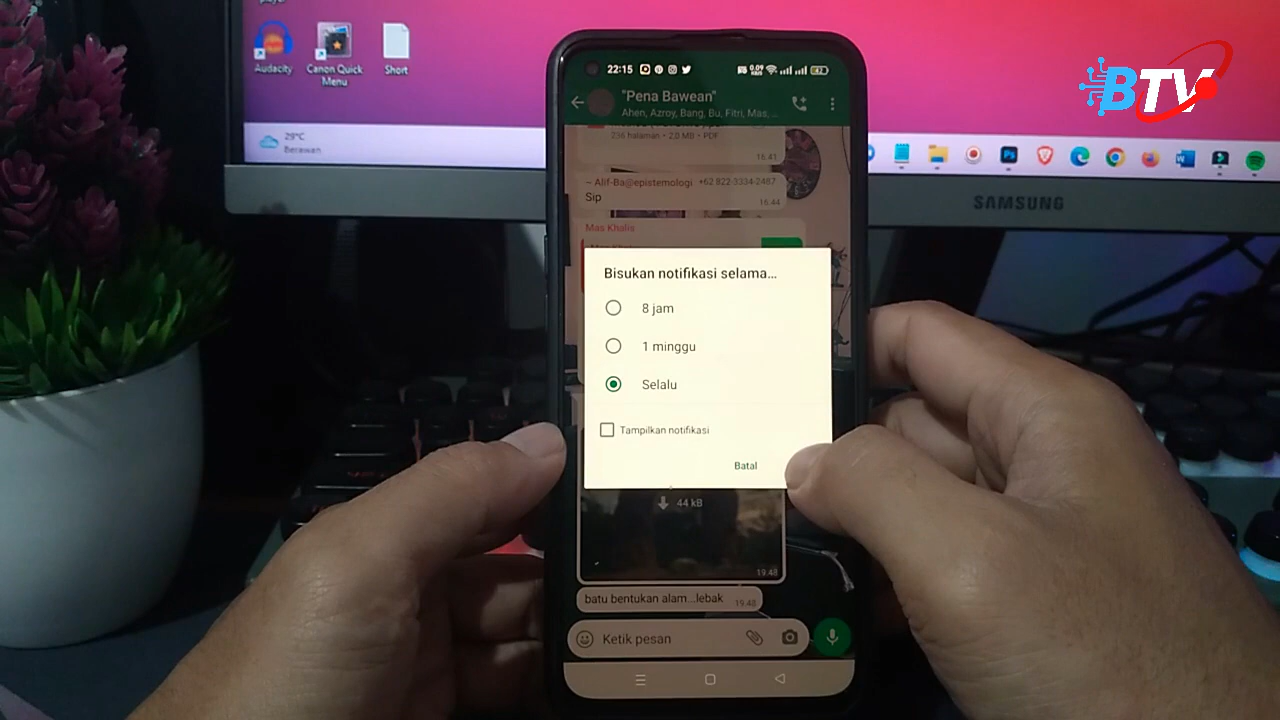 BTV
Audacity
Canon Quick
Menu
Short
29°C
Berawan
SAMSUNG
22:15
"Pena Bawean"
Ahen, Azroy, Bang, Bu, Fitri, Mas, ...
236 halaman • 2,0 MB • PDF
16.41
~ Alif-Ba@epistemologi +62 822-3334-2487
Sip
16.44
Mas Khalis
Bisukan notifikasi selama...
8 jam
1 minggu
Selalu
Tampilkan notifikasi
Batal
44 kB
19.48
batu bentukan alam...lebak 19.48
Ketik pesan